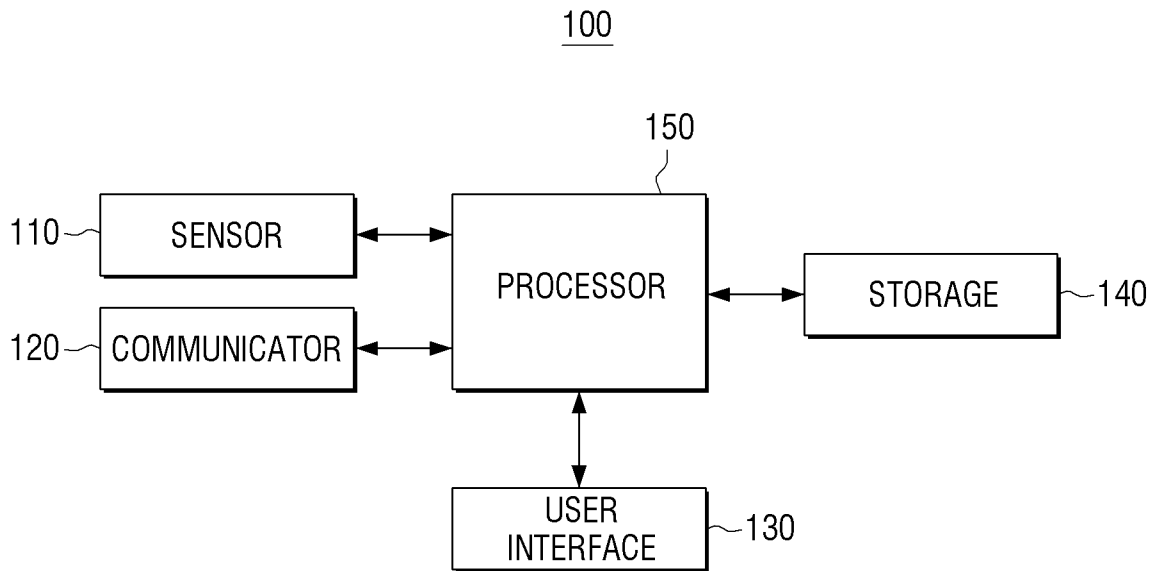 100
150
110
SENSOR
PROCESSOR
STORAGE
140
120
COMMUNICATOR
USER
INTERFACE
130